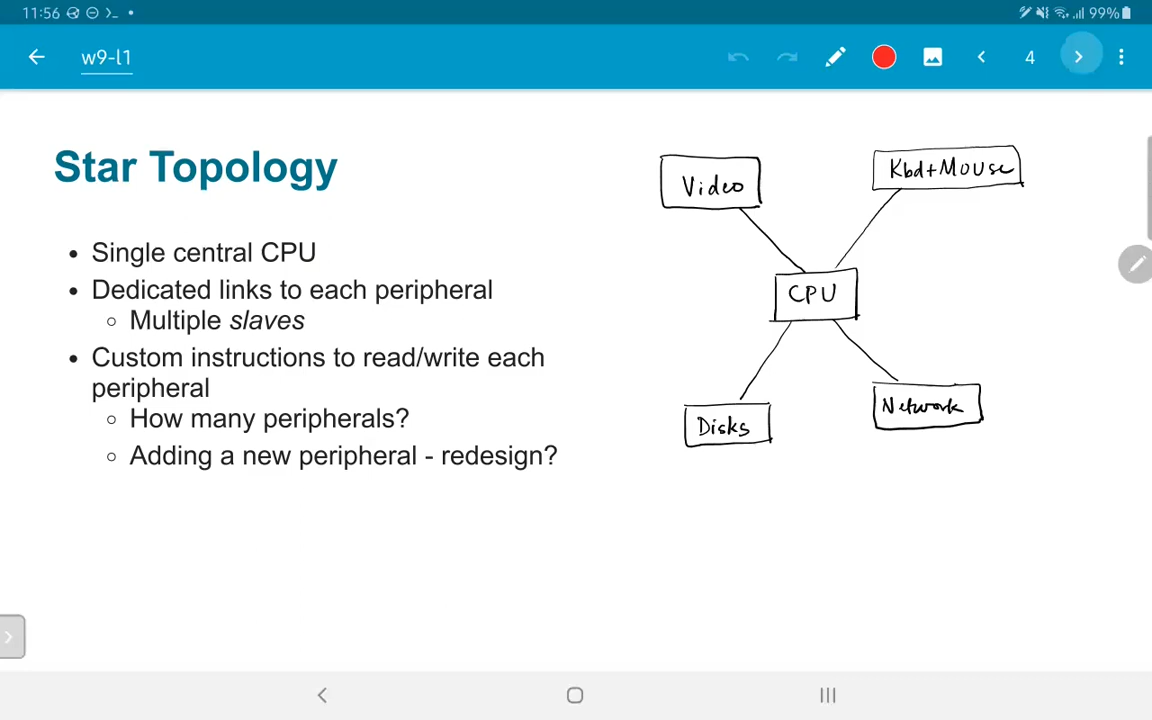 11:56
99%
w9-l1
4
Star Topology
• Single central CPU
• Dedicated links to each peripheral
○ Multiple slaves
• Custom instructions to read/write each
peripheral
○ How many peripherals?
○ Adding a new peripheral - redesign?
Video
Kbd+Mouse
CPU
Disks
Network